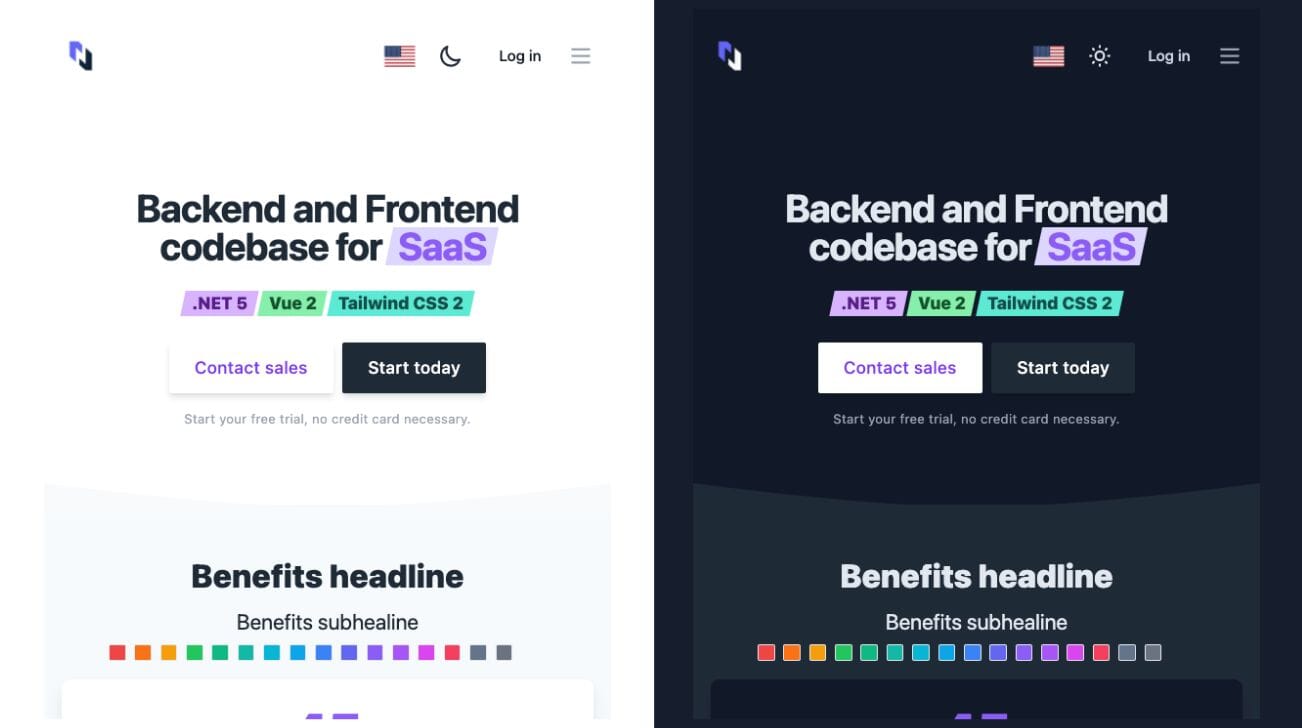 Log in
Backend and Frontend
codebase for SaaS
.NET 5 Vue 2 Tailwind CSS 2
Contact sales Start today
Start your free trial, no credit card necessary.
Benefits headline
Benefits subhealine
Log in
Backend and Frontend
codebase for SaaS
.NET 5 Vue 2 Tailwind CSS 2
Contact sales Start today
Start your free trial, no credit card necessary.
Benefits headline
Benefits subhealine